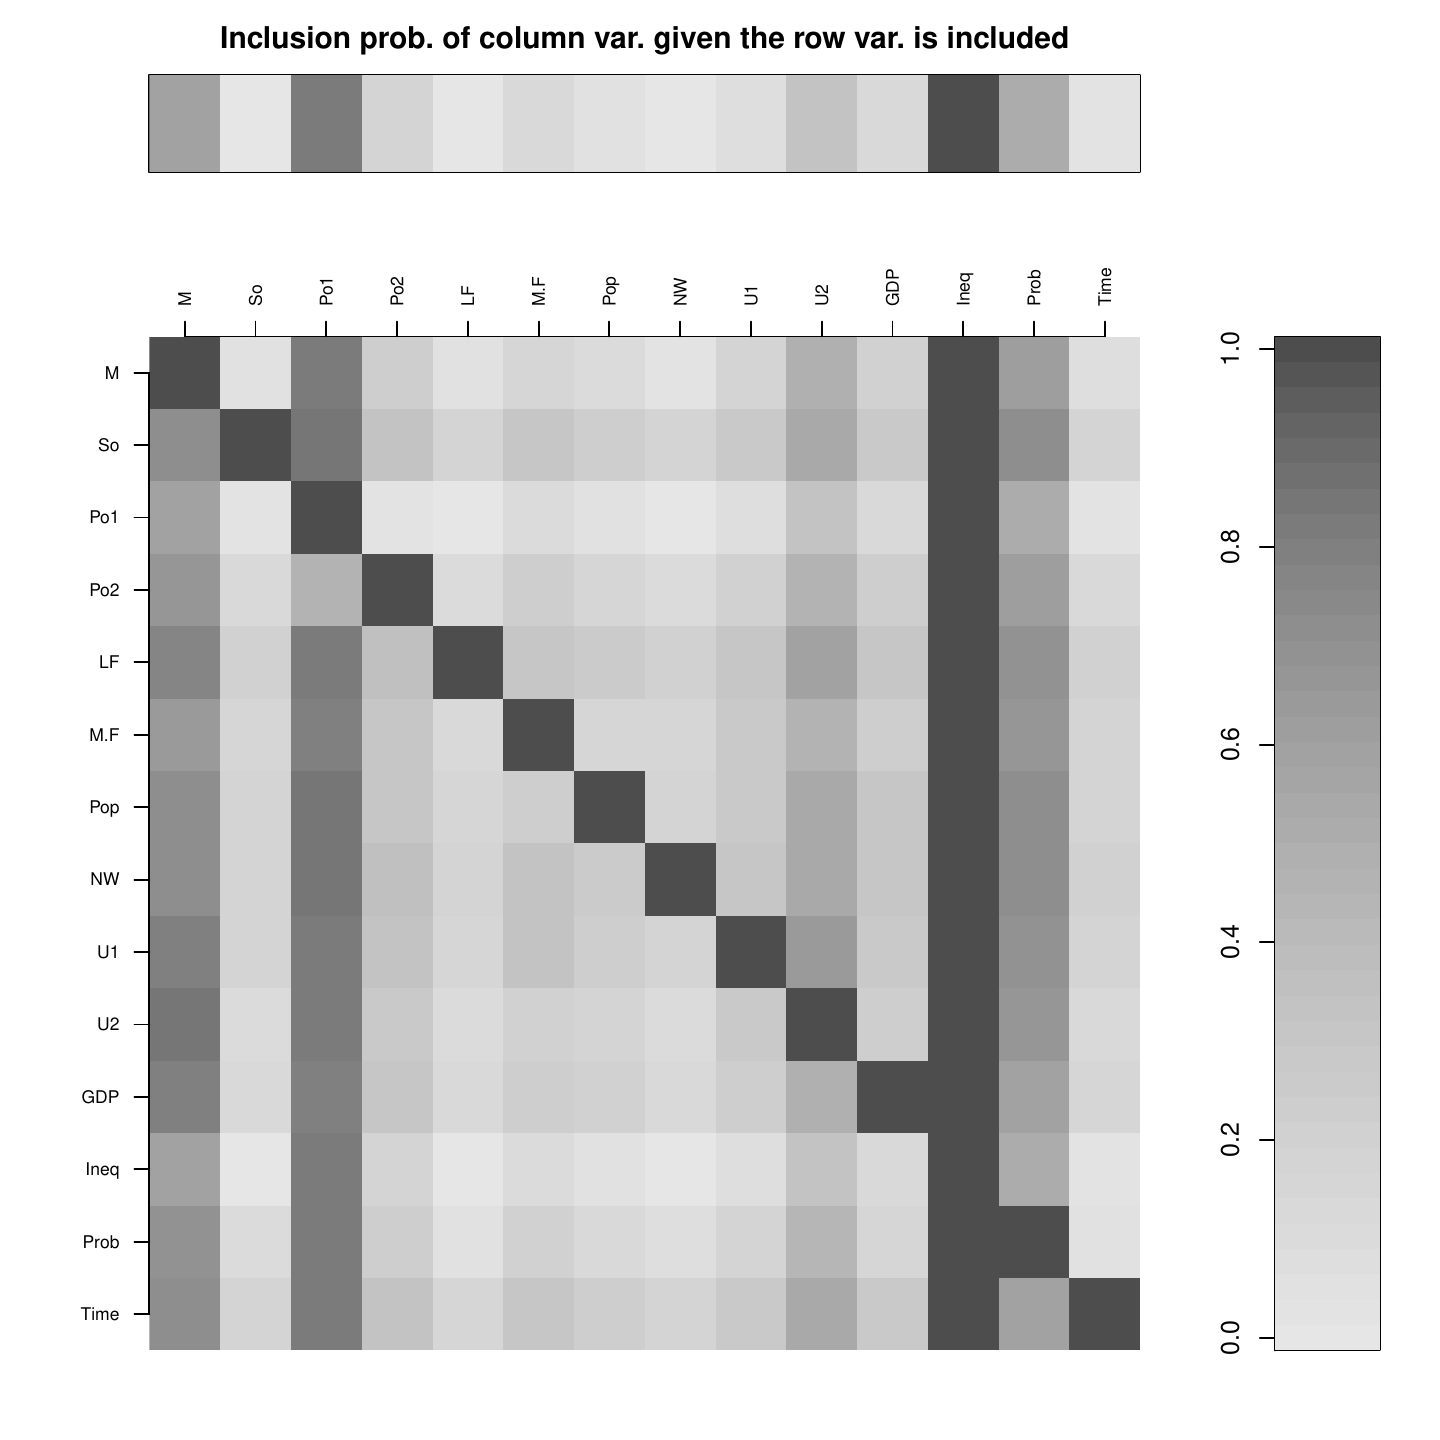 Inclusion prob. of column var. given the row var. is included
M So Po1 Po2 LF M.F Pop NW U1 U2 GDP Ineq Prob Time
M
So
Po1
Po2
LF
M.F
Pop
NW
U1
U2
GDP
Ineq
Prob
Time
1.0
0.8
0.6
0.4
0.2
0.0